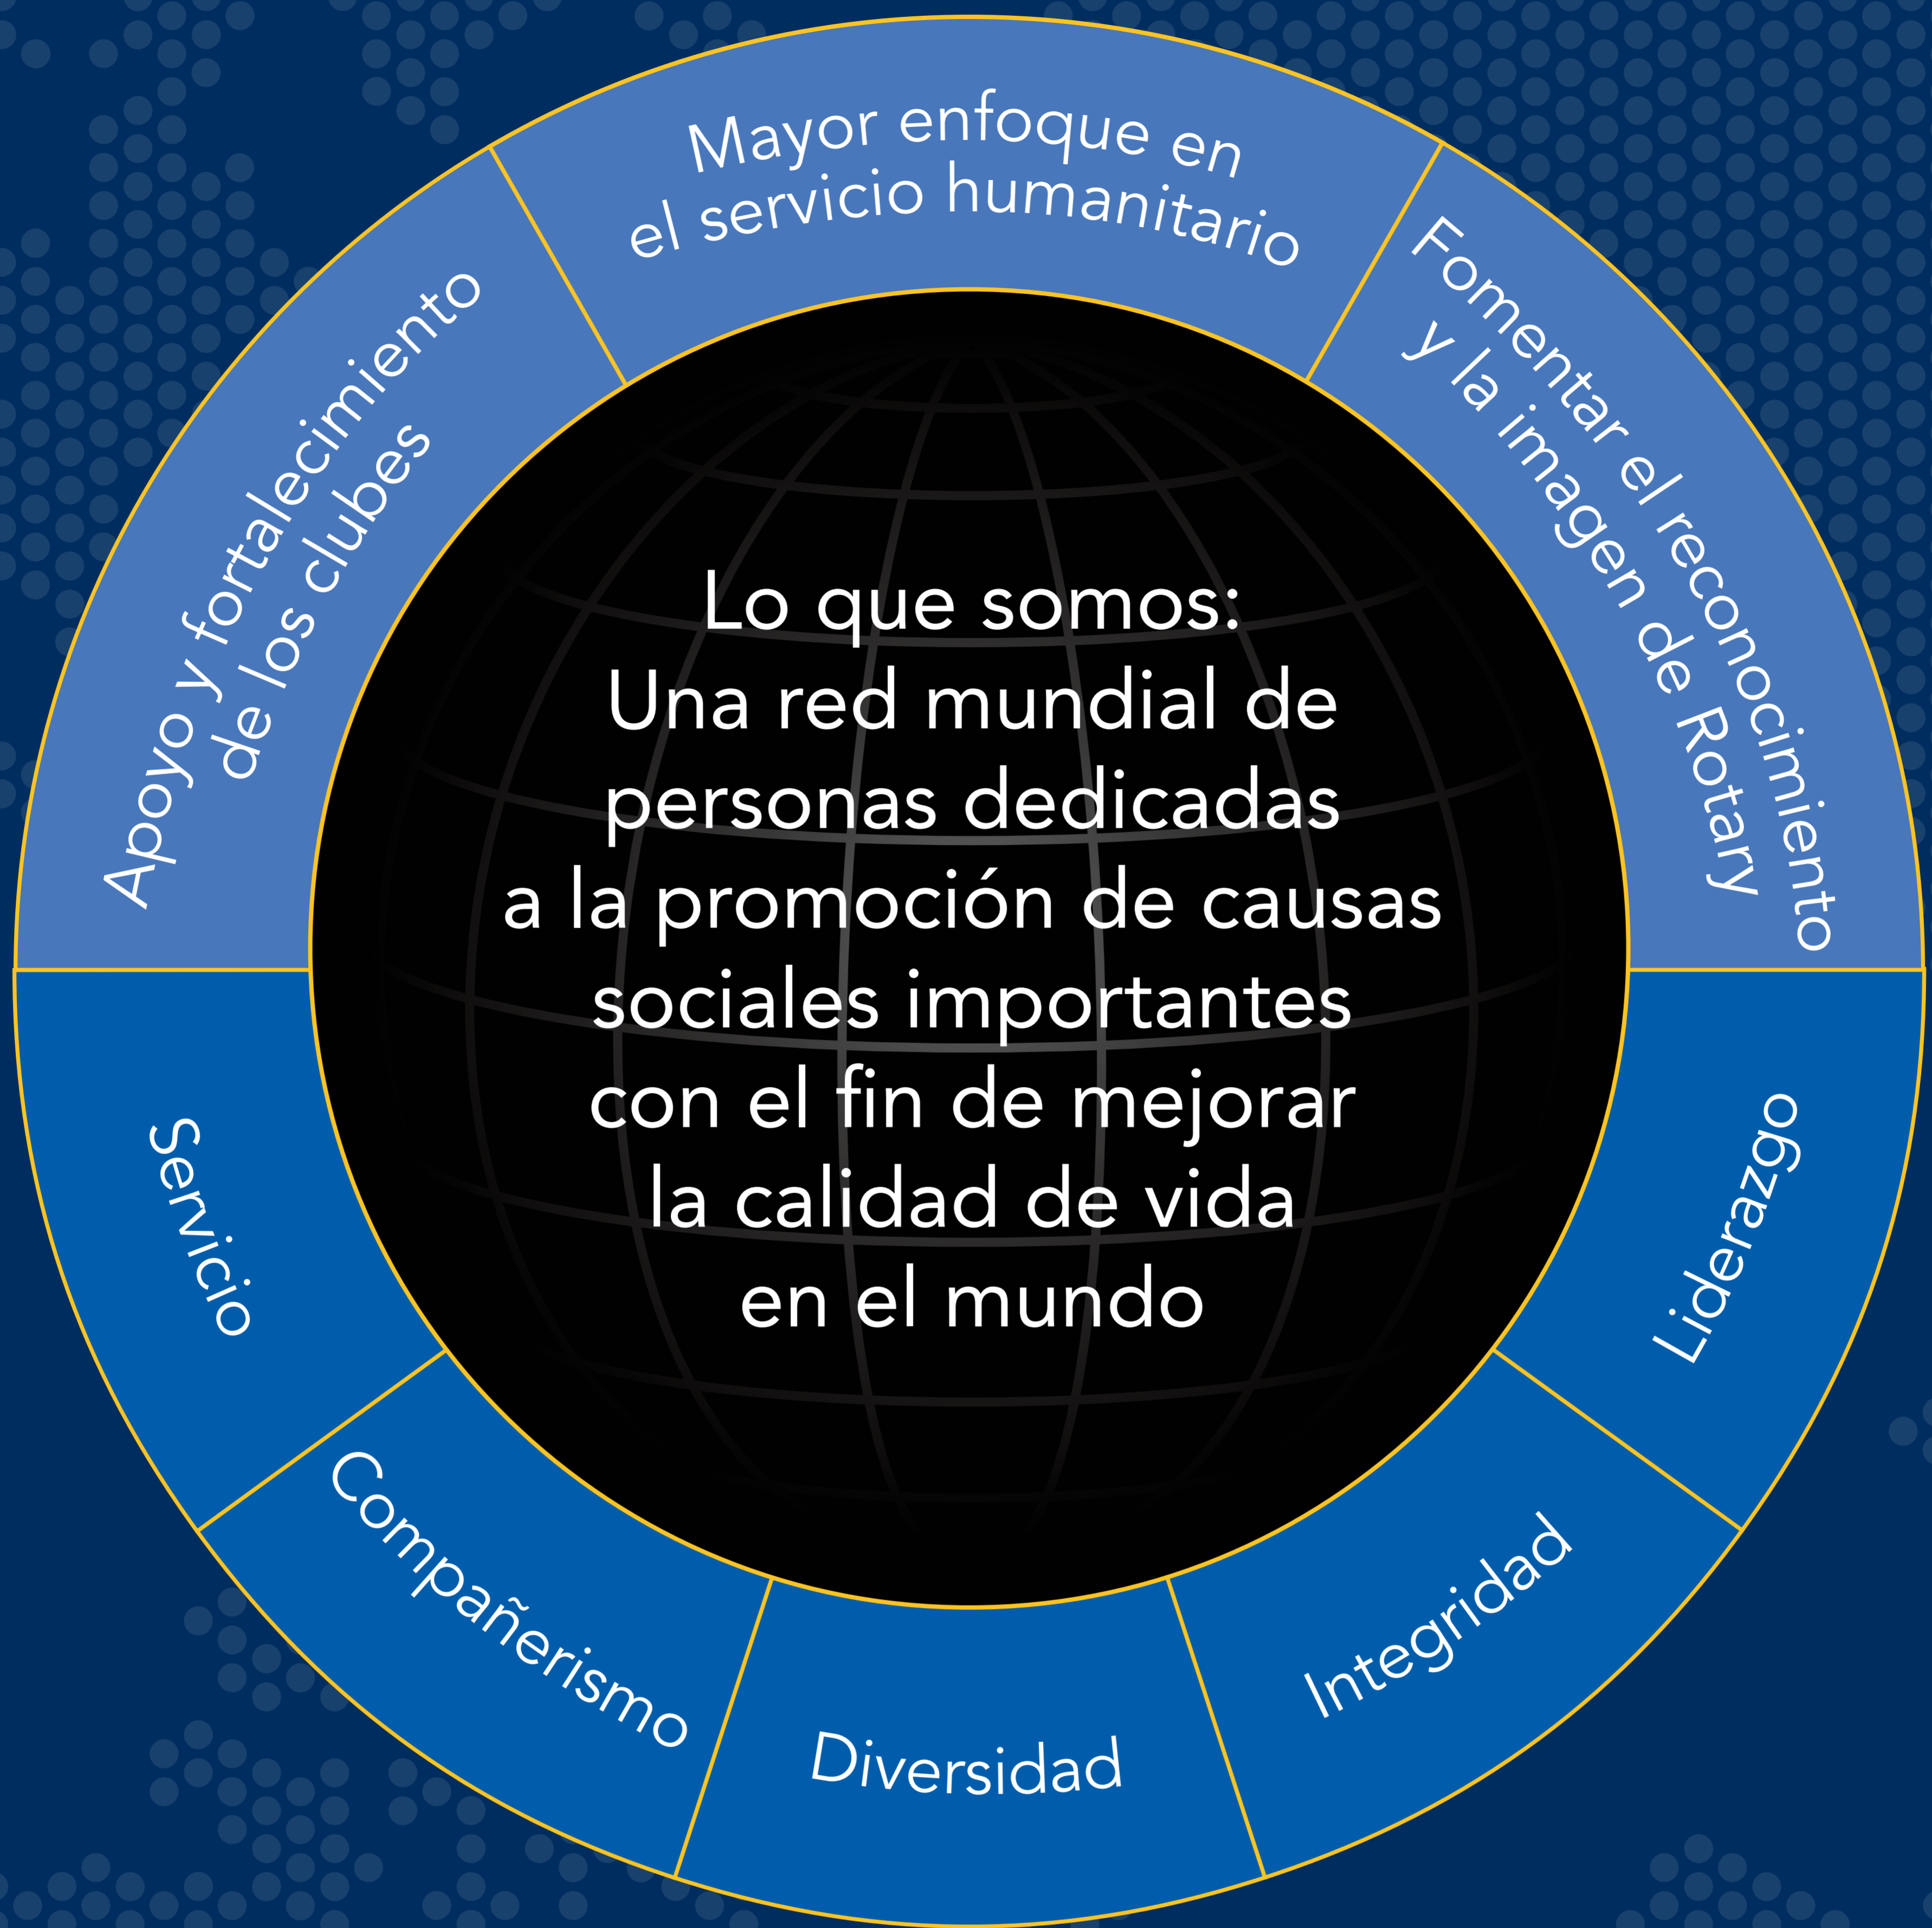 Mayor enfoque en
el servicio humanitario
Apoyo y fortalecimiento
de los clubes
Fomentar el reconocimiento
y la imagen de Rotary
Lo que somos:
Una red mundial de
personas dedicadas
a la promoción de causas
sociales importantes
con el fin de mejorar
la calidad de vida
en el mundo
Servicio
Compañerismo
Diversidad
Integridad
Liderazgo